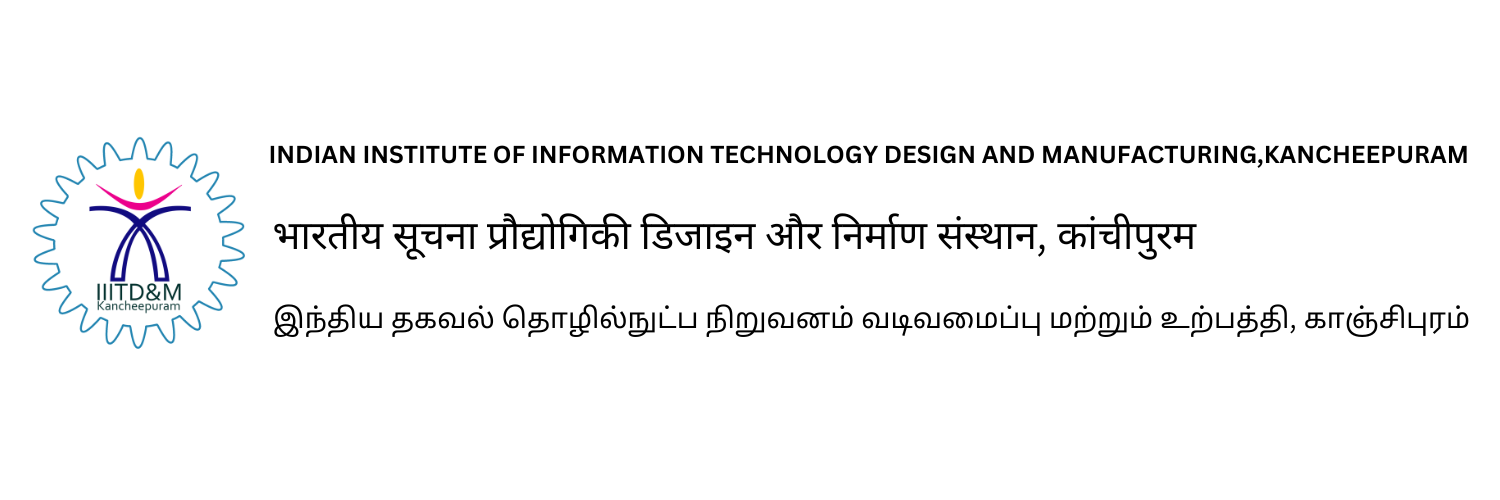 IIITD&M
Kancheepuram
INDIAN INSTITUTE OF INFORMATION TECHNOLOGY DESIGN AND MANUFACTURING,KANCHEEPURAM
भारतीय सूचना प्रौद्योगिकी डिजाइन और निर्माण संस्थान, कांचीपुरम
இந்திய தகவல் தொழில்நுட்ப நிறுவனம் வடிவமைப்பு மற்றும் உற்பத்தி, காஞ்சிபுரம்